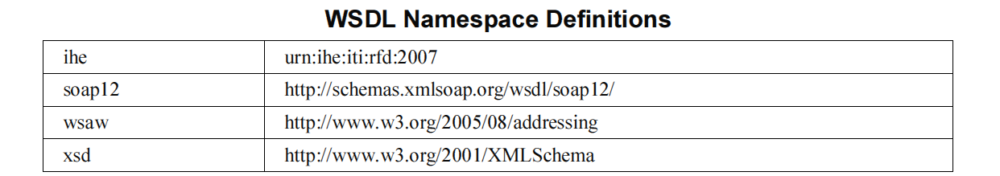 WSDL Namespace Definitions
ihe urn:ihe:iti:rfd:2007
soap12 http://schemas.xmlsoap.org/wsdl/soap12/
wsaw http://www.w3.org/2005/08/addressing
xsd http://www.w3.org/2001/XMLSchema